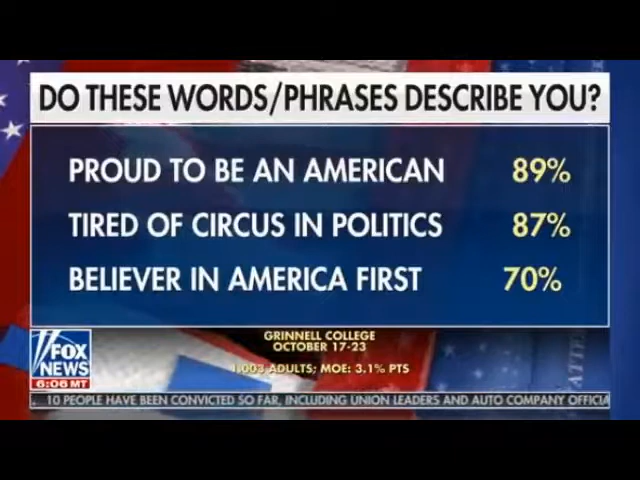 DO THESE WORDS/PHRASES DESCRIBE YOU?
PROUD TO BE AN AMERICAN 89%
TIRED OF CIRCUS IN POLITICS 87%
BELIEVER IN AMERICA FIRST 70%
GRINNELL COLLEGE
OCTOBER 17-23
1,003 ADULTS; MOE: 3.1% PTS
FOX
NEWS
6:06 MT
10 PEOPLE HAVE BEEN CONVICTED SO FAR, INCLUDING UNION LEADERS AND AUTO COMPANY OFFICIA